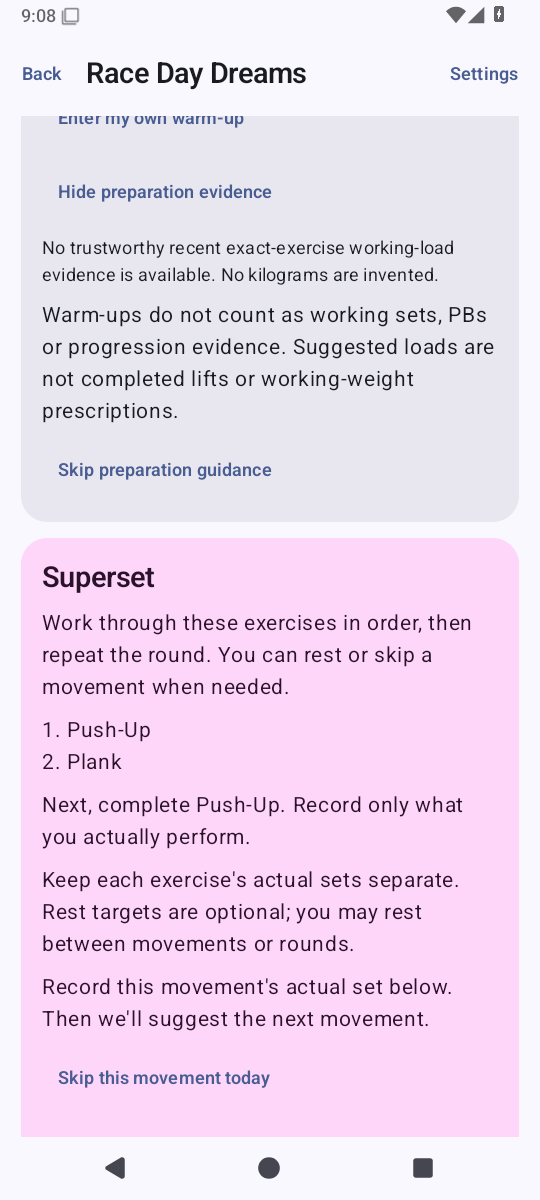 9:08
Back
Race Day Dreams
Settings
Enter my own warm-up
Hide preparation evidence
No trustworthy recent exact-exercise working-load
evidence is available. No kilograms are invented.
Warm-ups do not count as working sets, PBs
or progression evidence. Suggested loads are
not completed lifts or working-weight
prescriptions.
Skip preparation guidance
Superset
Work through these exercises in order, then
repeat the round. You can rest or skip a
movement when needed.
1. Push-Up
2. Plank
Next, complete Push-Up. Record only what
you actually perform.
Keep each exercise's actual sets separate.
Rest targets are optional; you may rest
between movements or rounds.
Record this movement's actual set below.
Then we'll suggest the next movement.
Skip this movement today